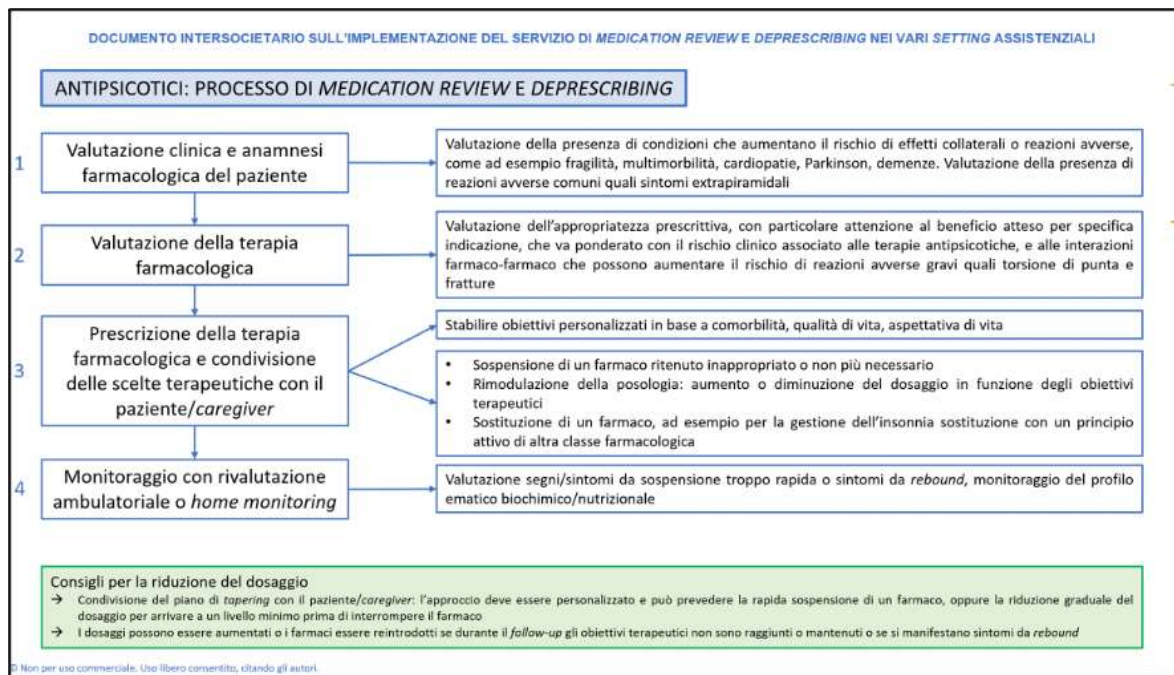 DOCUMENTO INTERSOCIETARIO SULL'IMPLEMENTAZIONE DEL SERVIZIO DI MEDICATION REVIEW E DEPRESCRIBING NEI VARI SETTING ASSISTENZIALI
ANTIPSICOTICI: PROCESSO DI MEDICATION REVIEW E DEPRESCRIBING
1
Valutazione clinica e anamnesi
farmacologica del paziente
Valutazione della presenza di condizioni che aumentano il rischio di effetti collaterali o reazioni avverse,
come ad esempio fragilità, multimorbilità, cardiopatie, Parkinson, demenze. Valutazione della presenza di
reazioni avverse comuni quali sintomi extrapiramidali
2
Valutazione della terapia
farmacologica
Valutazione dell'appropriatezza prescrittiva, con particolare attenzione al beneficio atteso per specifica
indicazione, che va ponderato con il rischio clinico associato alle terapie antipsicotiche, e alle interazioni
farmaco-farmaco che possono aumentare il rischio di reazioni avverse gravi quali torsione di punta e
fratture
3
Prescrizione della terapia
farmacologica e condivisione
delle scelte terapeutiche con il
paziente/caregiver
Stabilire obiettivi personalizzati in base a comorbilità, qualità di vita, aspettativa di vita
• Sospensione di un farmaco ritenuto inappropriato o non più necessario
• Rimodulazione della posologia: aumento o diminuzione del dosaggio in funzione degli obiettivi
terapeutici
• Sostituzione di un farmaco, ad esempio per la gestione dell'insonnia sostituzione con un principio
attivo di altra classe farmacologica
4
Monitoraggio con rivalutazione
ambulatoriale o home monitoring
Valutazione segni/sintomi da sospensione troppo rapida o sintomi da rebound, monitoraggio del profilo
ematico biochimico/nutrizionale
Consigli per la riduzione del dosaggio
→ Condivisione del piano di tapering con il paziente/caregiver: l'approccio deve essere personalizzato e può prevedere la rapida sospensione di un farmaco, oppure la riduzione graduale del
dosaggio per arrivare a un livello minimo prima di interrompere il farmaco
→ I dosaggi possono essere aumentati o i farmaci essere reintrodotti se durante il follow-up gli obiettivi terapeutici non sono raggiunti o mantenuti o se si manifestano sintomi da rebound
© Non per uso commerciale. Uso libero consentito, citando gli autori.